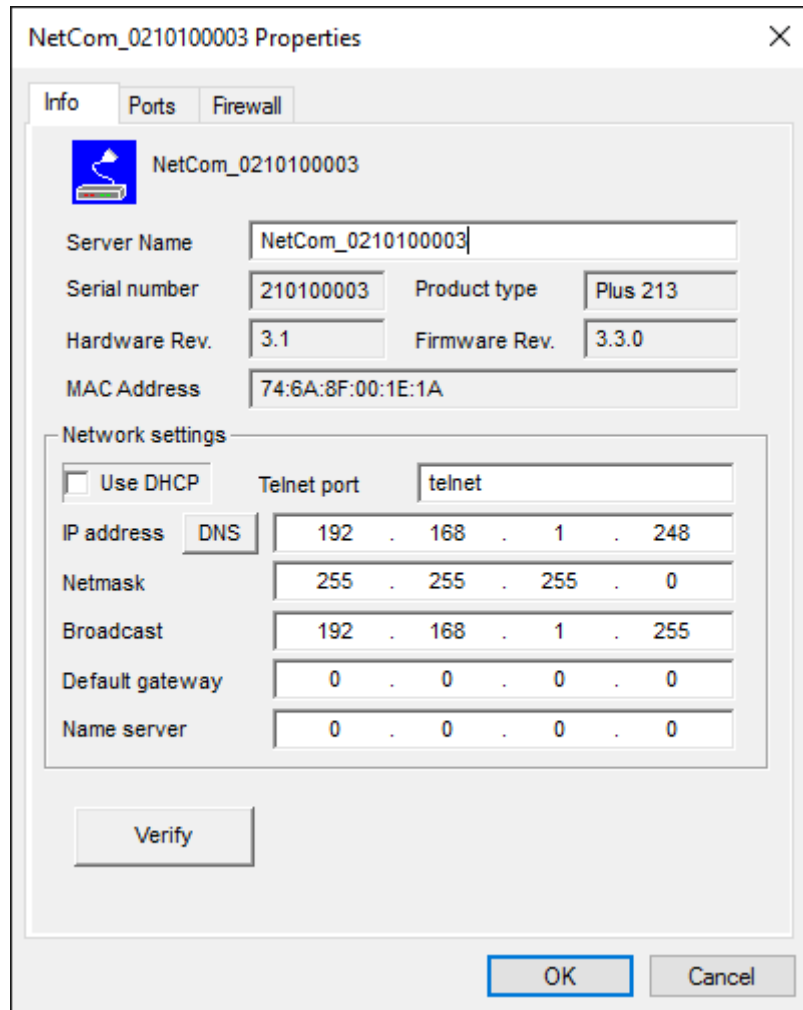 NetCom_0210100003 Properties
Info Ports Firewall
NetCom_0210100003
Server Name NetCom_0210100003
Serial number 210100003 Product type Plus 213
Hardware Rev. 3.1 Firmware Rev. 3.3.0
MAC Address 74:6A:8F:00:1E:1A
Network settings
Use DHCP Telnet port telnet
IP address DNS 192 . 168 . 1 . 248
Netmask 255 . 255 . 255 . 0
Broadcast 192 . 168 . 1 . 255
Default gateway 0 . 0 . 0 . 0
Name server 0 . 0 . 0 . 0
Verify
OK Cancel